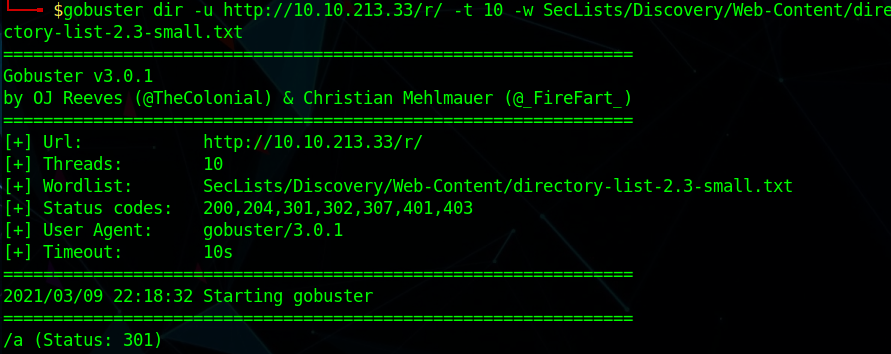 $gobuster dir -u http://10.10.213.33/r/ -t 10 -w SecLists/Discovery/Web-Content/dire
ctory-list-2.3-small.txt
===============================================================
Gobuster v3.0.1
by OJ Reeves (@TheColonial) & Christian Mehlmauer (@_FireFart_)
===============================================================
[+] Url:            http://10.10.213.33/r/
[+] Threads:        10
[+] Wordlist:       SecLists/Discovery/Web-Content/directory-list-2.3-small.txt
[+] Status codes:   200,204,301,302,307,401,403
[+] User Agent:     gobuster/3.0.1
[+] Timeout:        10s
===============================================================
2021/03/09 22:18:32 Starting gobuster
===============================================================
/a (Status: 301)